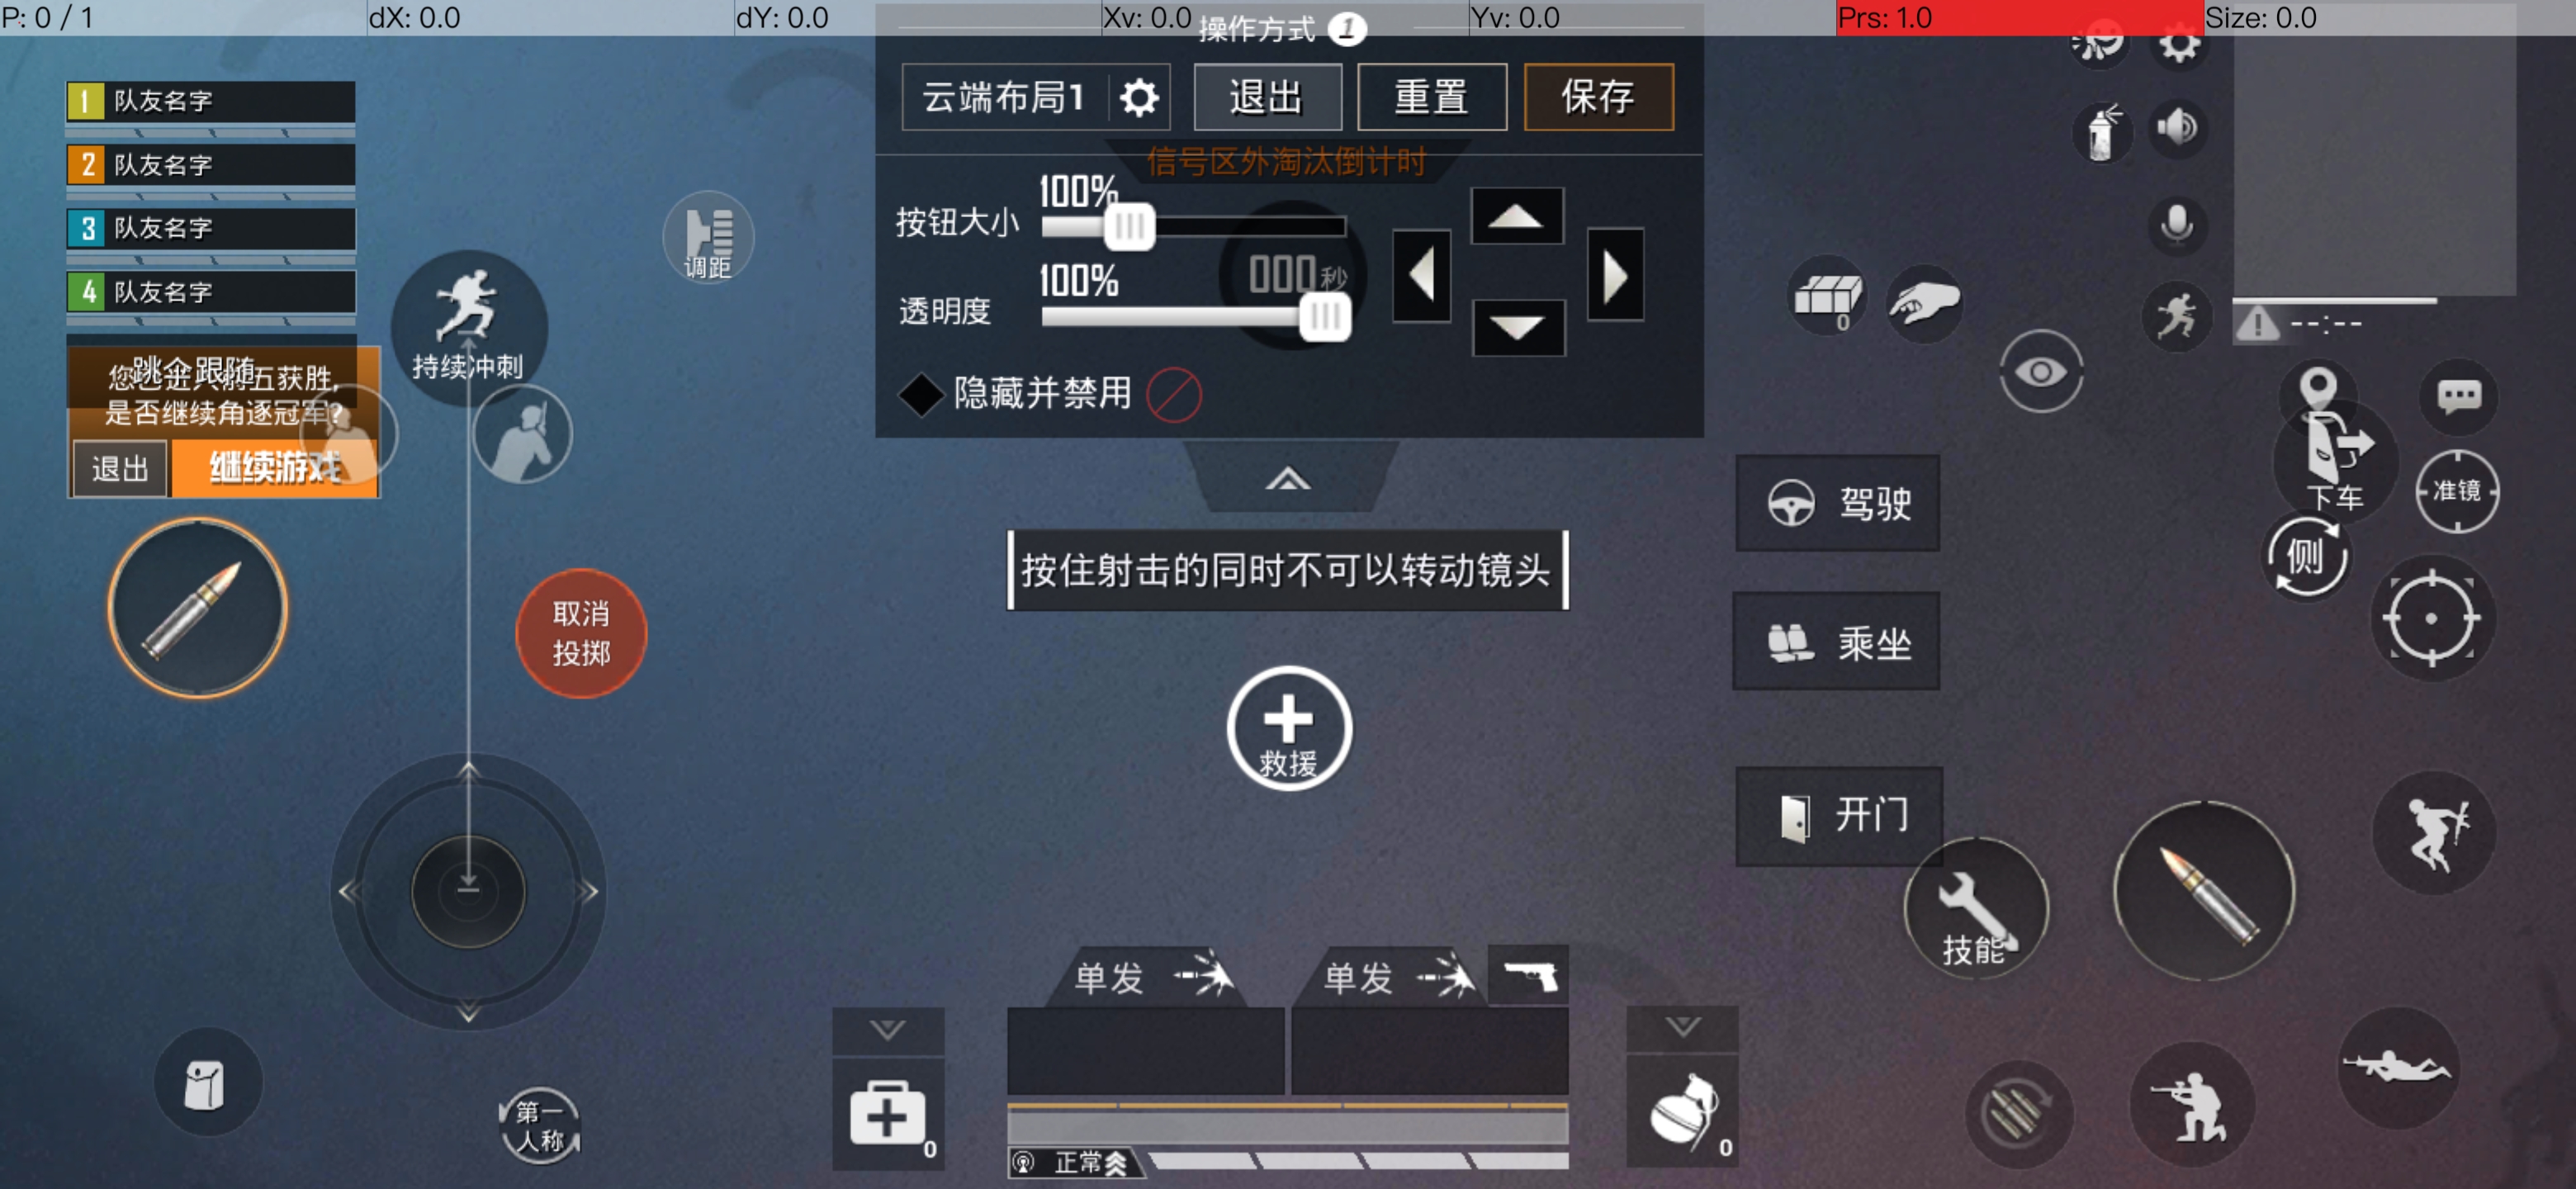 P: 0 / 1
dX: 0.0
dY: 0.0
Xv: 0.0
Yv: 0.0
Prs: 1.0
Size: 0.0
操作方式 1
云端布局1
退出
重置
保存
信号区外淘汰倒计时
1 队友名字
2 队友名字
3 队友名字
4 队友名字
100%
按钮大小
000秒
100%
透明度
隐藏并禁用
调距
持续冲刺
跳伞跟随
五获胜,
是否继续角逐冠军?
退出
继续游戏
0
--:--
下车
准镜
侧
驾驶
按住射击的同时不可以转动镜头
取消
投掷
乘坐
救援
开门
技能
单发
单发
第一
人称
0
0
正常